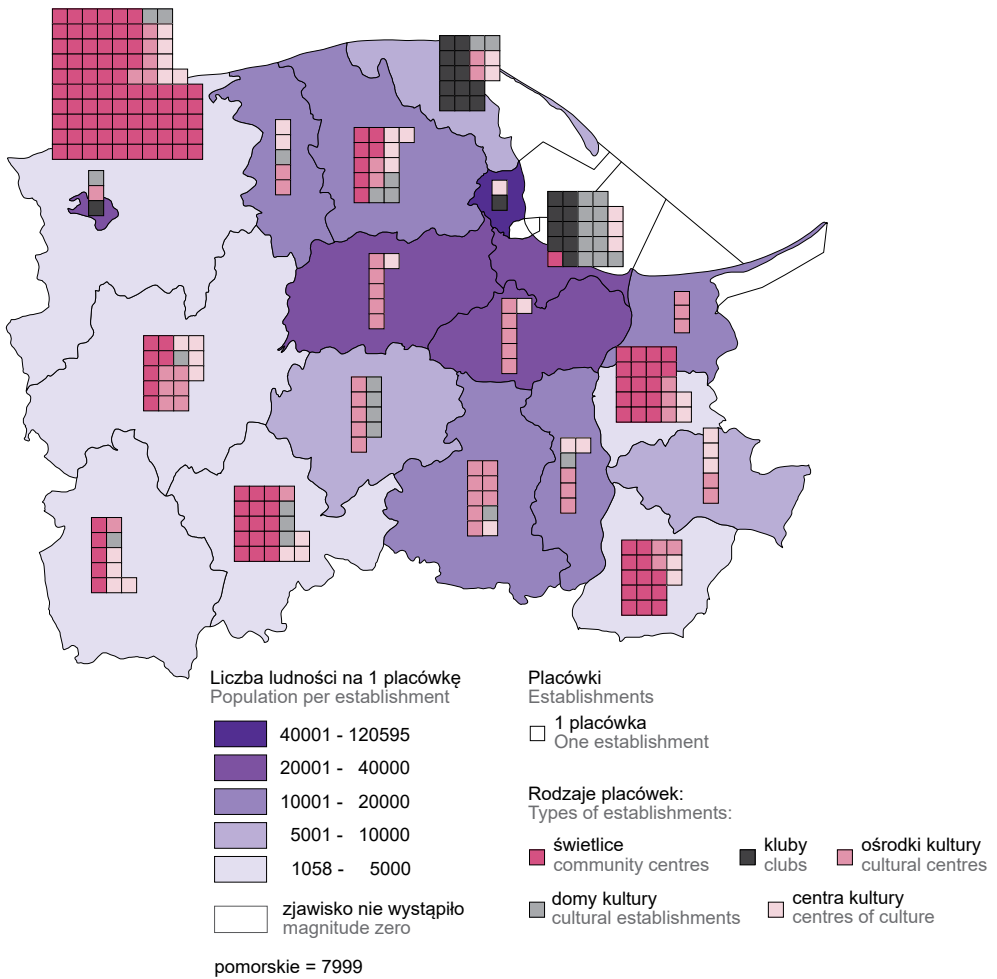 Liczba ludności na 1 placówkę
Population per establishment
40001 - 120595
20001 - 40000
10001 - 20000
5001 - 10000
1058 - 5000
zjawisko nie wystąpiło
magnitude zero
pomorskie = 7999
Placówki
Establishments
1 placówka
One establishment
Rodzaje placówek:
Types of establishments:
świetlice
community centres
kluby
clubs
ośrodki kultury
cultural centres
domy kultury
cultural establishments
centra kultury
centres of culture